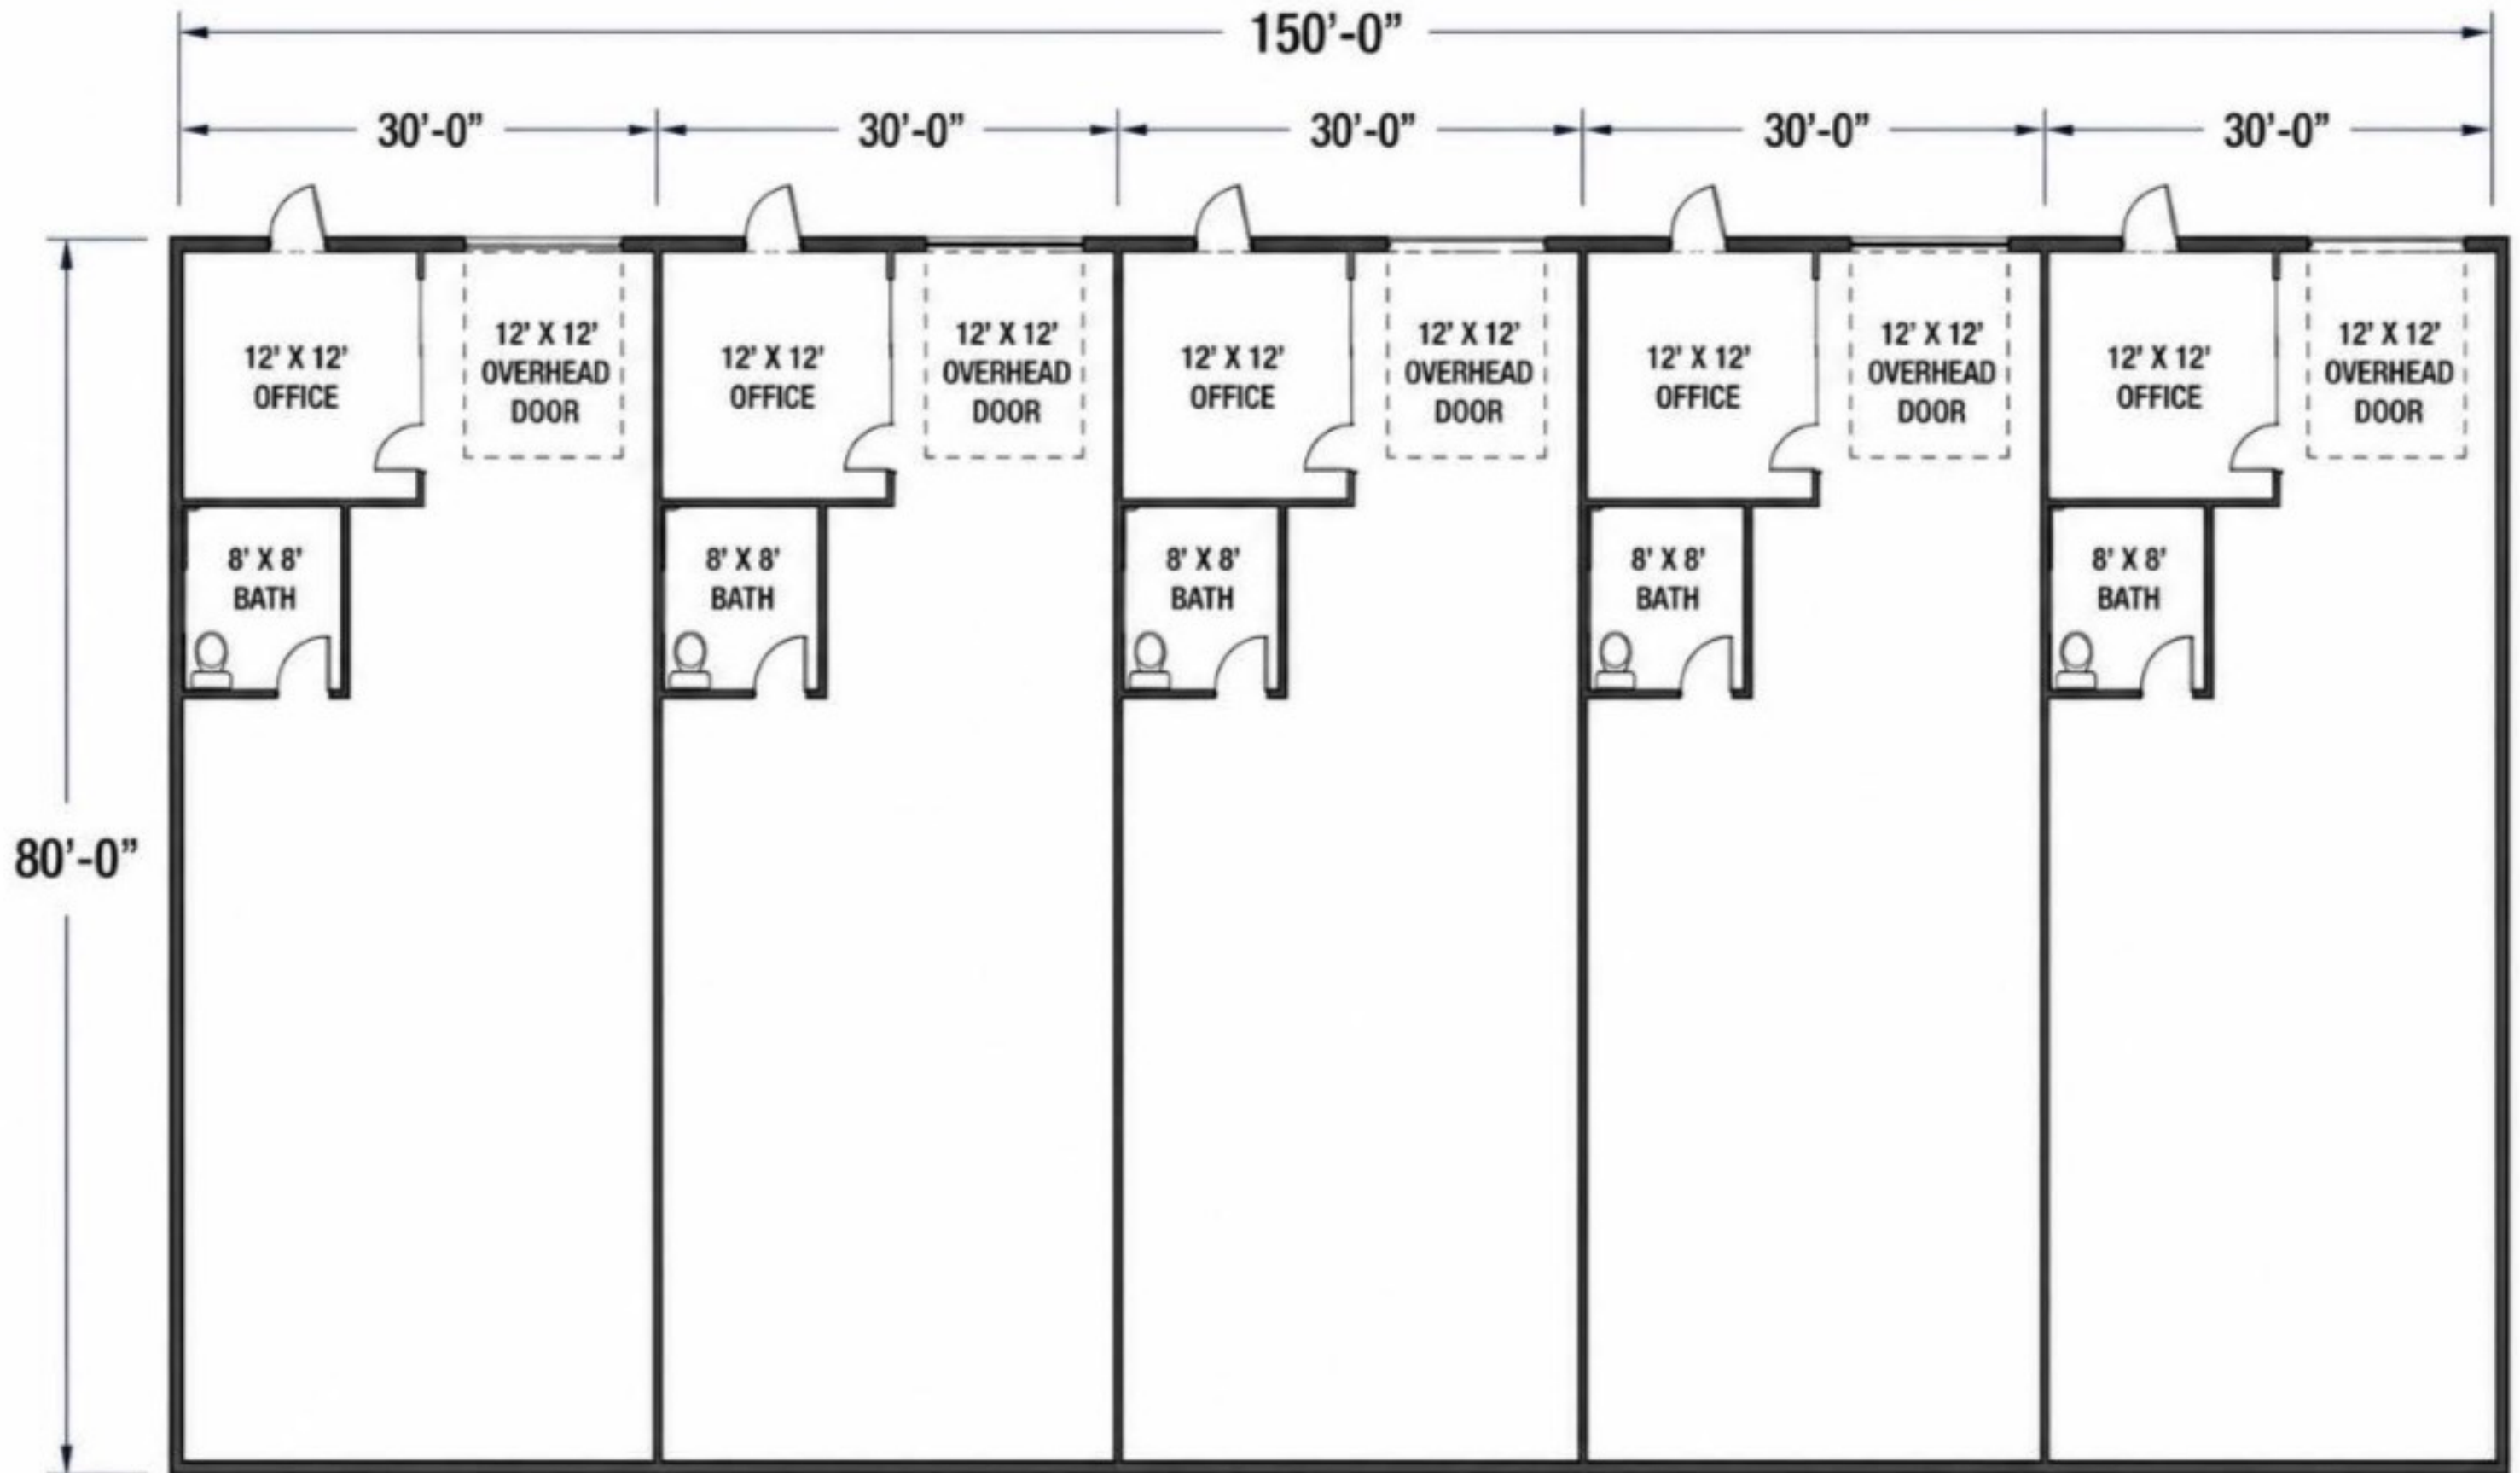 150'-0”
30'-0”
30'-0”
30'-0”
30'-0”
30'-0”
12' X 12'
OFFICE
12' X 12'
OVERHEAD
DOOR
12' X 12'
OFFICE
12' X 12'
OVERHEAD
DOOR
12' X 12'
OFFICE
12' X 12'
OVERHEAD
DOOR
12' X 12'
OFFICE
12' X 12'
OVERHEAD
DOOR
12' X 12'
OFFICE
12' X 12'
OVERHEAD
DOOR
8' X 8'
BATH
8' X 8'
BATH
8' X 8'
BATH
8' X 8'
BATH
8' X 8'
BATH
80'-0”